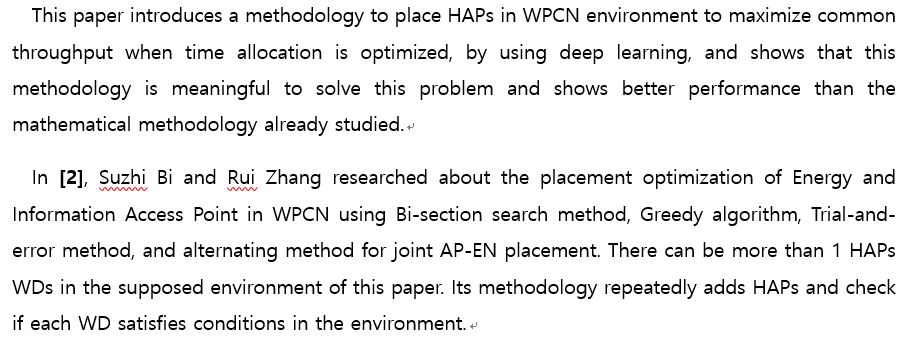 This paper introduces a methodology to place HAPs in WPCN environment to maximize common
throughput when time allocation is optimized, by using deep learning, and shows that this
methodology is meaningful to solve this problem and shows better performance than the
mathematical methodology already studied.
In [2], Suzhi Bi and Rui Zhang researched about the placement optimization of Energy and
Information Access Point in WPCN using Bi-section search method, Greedy algorithm, Trial-and-
error method, and alternating method for joint AP-EN placement. There can be more than 1 HAPs
WDs in the supposed environment of this paper. Its methodology repeatedly adds HAPs and check
if each WD satisfies conditions in the environment.